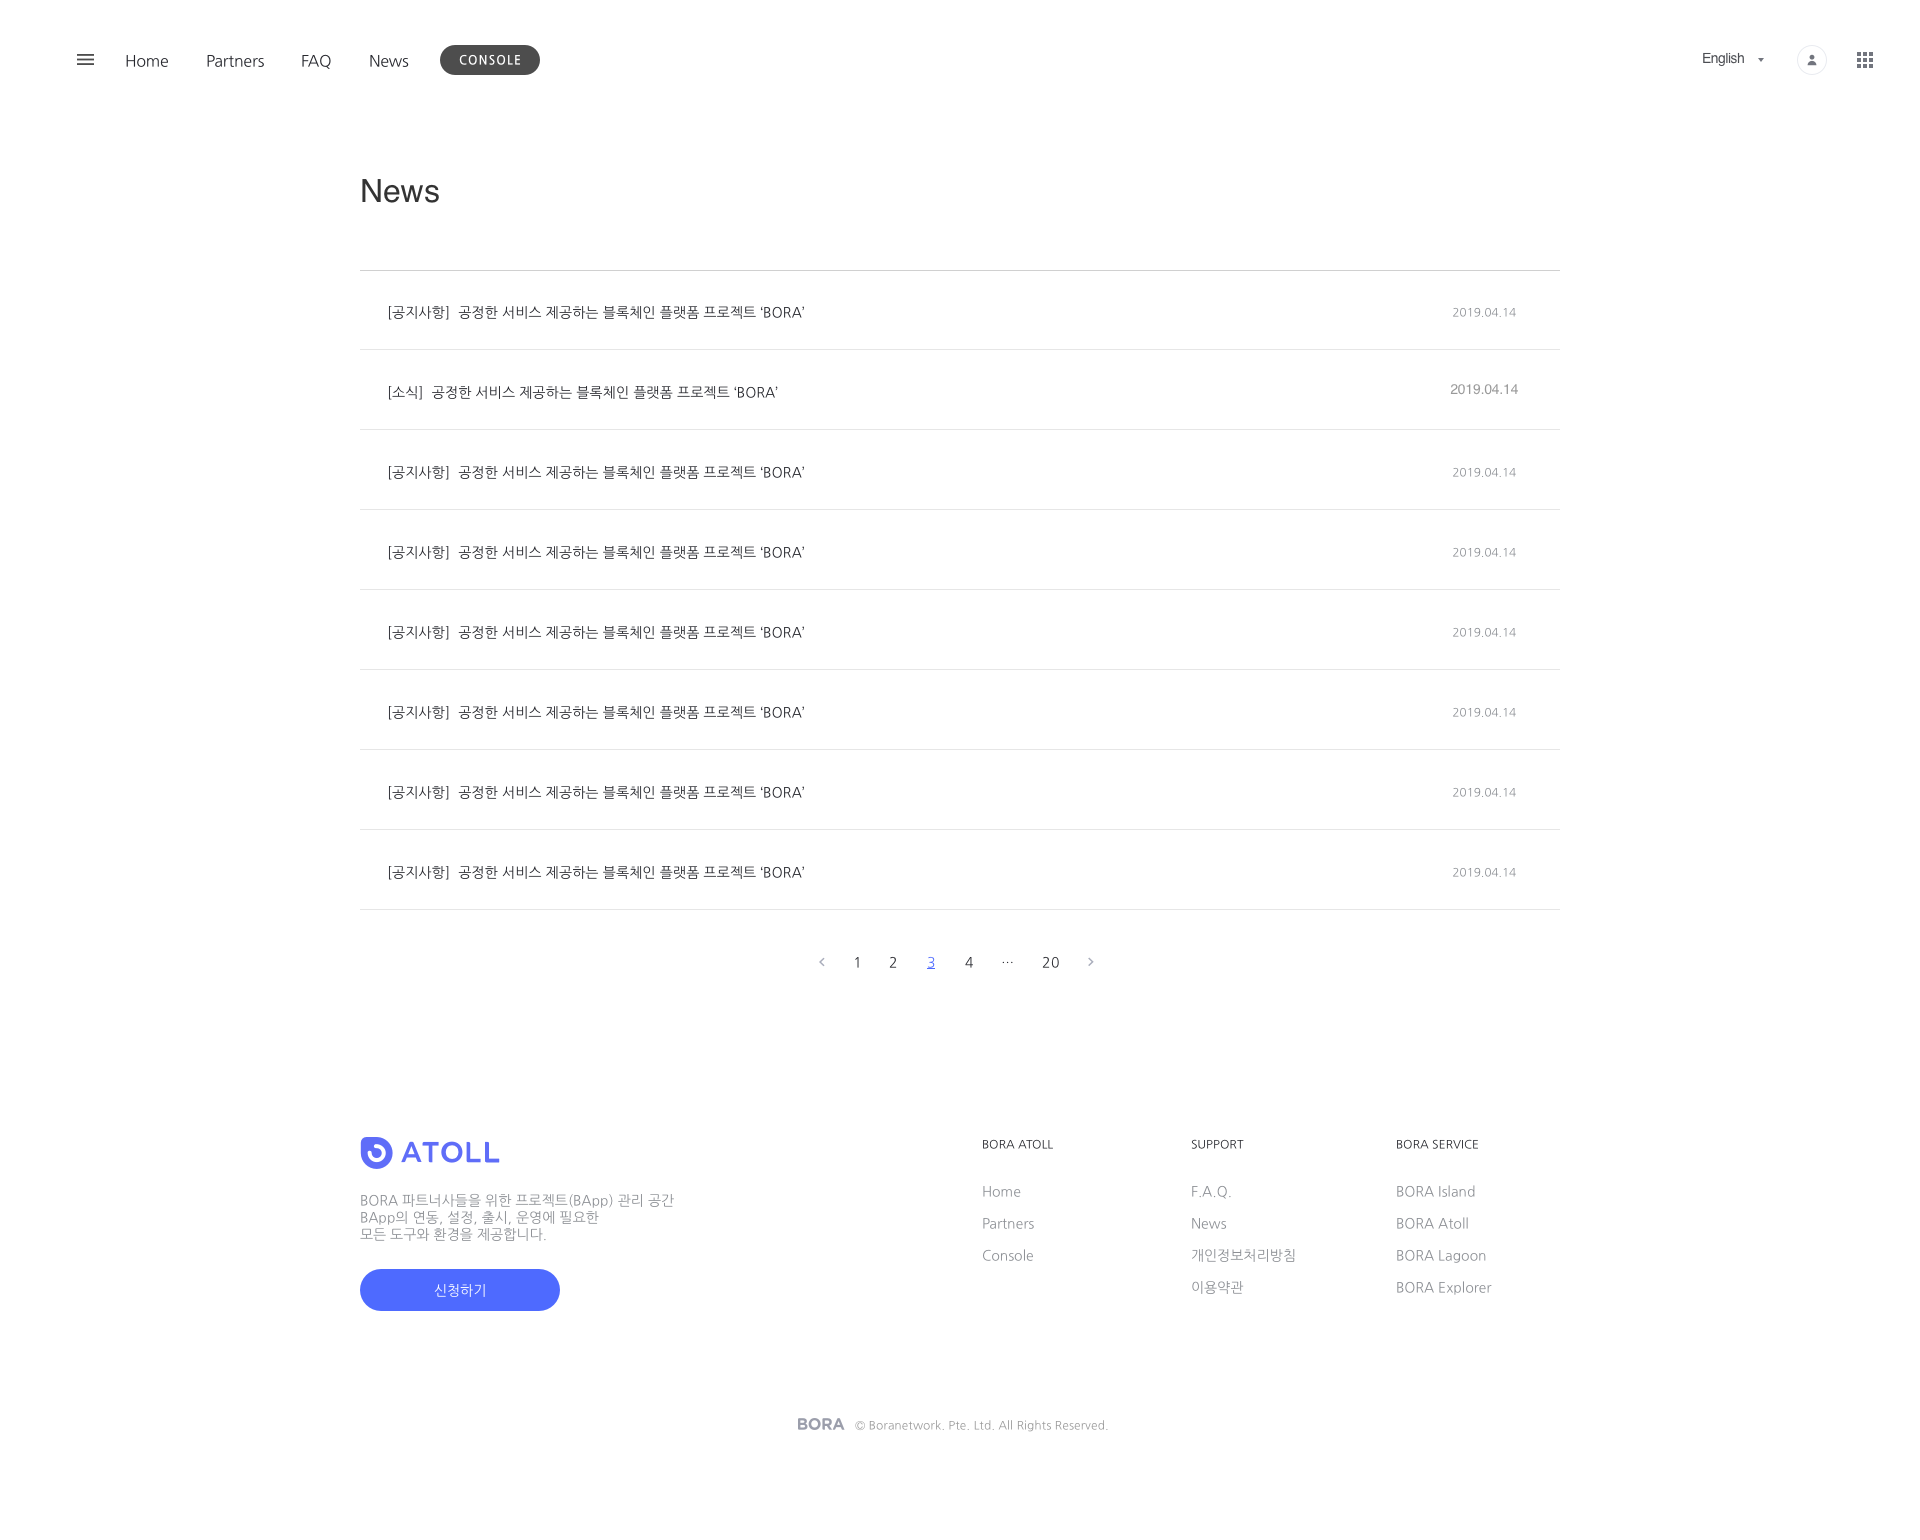 Home Partners FAQ News CONSOLE English
News
[공지사항] 공정한 서비스 제공하는 블록체인 플랫폼 프로젝트 ‘BORA’ 2019.04.14
[소식] 공정한 서비스 제공하는 블록체인 플랫폼 프로젝트 ‘BORA’ 2019.04.14
[공지사항] 공정한 서비스 제공하는 블록체인 플랫폼 프로젝트 ‘BORA’ 2019.04.14
[공지사항] 공정한 서비스 제공하는 블록체인 플랫폼 프로젝트 ‘BORA’ 2019.04.14
[공지사항] 공정한 서비스 제공하는 블록체인 플랫폼 프로젝트 ‘BORA’ 2019.04.14
[공지사항] 공정한 서비스 제공하는 블록체인 플랫폼 프로젝트 ‘BORA’ 2019.04.14
[공지사항] 공정한 서비스 제공하는 블록체인 플랫폼 프로젝트 ‘BORA’ 2019.04.14
[공지사항] 공정한 서비스 제공하는 블록체인 플랫폼 프로젝트 ‘BORA’ 2019.04.14
1 2 3 4 ··· 20
ATOLL
BORA 파트너사들을 위한 프로젝트(BApp) 관리 공간
BApp의 연동, 설정, 출시, 운영에 필요한
모든 도구와 환경을 제공합니다.
신청하기
BORA ATOLL
Home
Partners
Console
SUPPORT
F.A.Q.
News
개인정보처리방침
이용약관
BORA SERVICE
BORA Island
BORA Atoll
BORA Lagoon
BORA Explorer
BORA © Boranetwork. Pte. Ltd. All Rights Reserved.